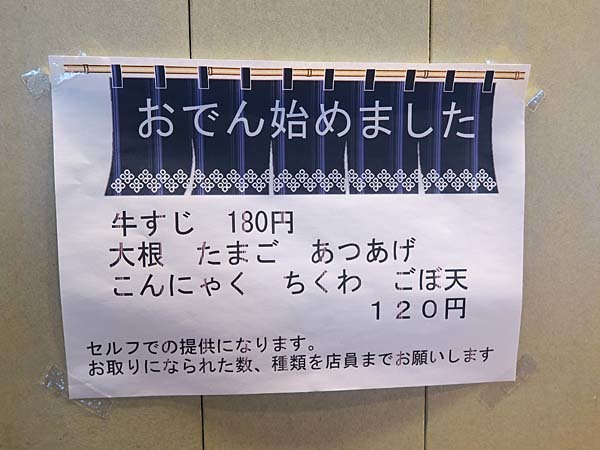 おでん始めました
牛すじ　180円
大根　たまご　あつあげ
こんにゃく　ちくわ　ごぼ天
１２０円
セルフでの提供になります。
お取りになられた数、種類を店員までお願いします